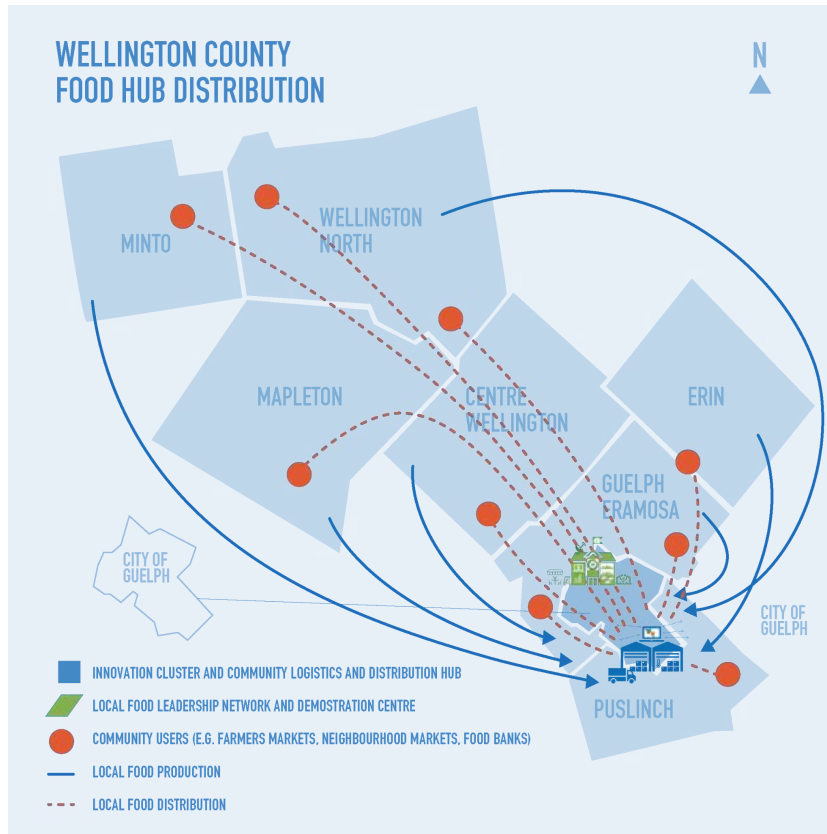 WELLINGTON COUNTY
FOOD HUB DISTRIBUTION
N
WELLINGTON
NORTH
MINTO
MAPLETON
CENTRE
WELLINGTON
ERIN
GUELPH
ERAMOSA
CITY OF
GUELPH
CITY OF
GUELPH
PUSLINCH
INNOVATION CLUSTER AND COMMUNITY LOGISTICS AND DISTRIBUTION HUB
LOCAL FOOD LEADERSHIP NETWORK AND DEMOSTRATION CENTRE
COMMUNITY USERS (E.G. FARMERS MARKETS, NEIGHBOURHOOD MARKETS, FOOD BANKS)
LOCAL FOOD PRODUCTION
LOCAL FOOD DISTRIBUTION